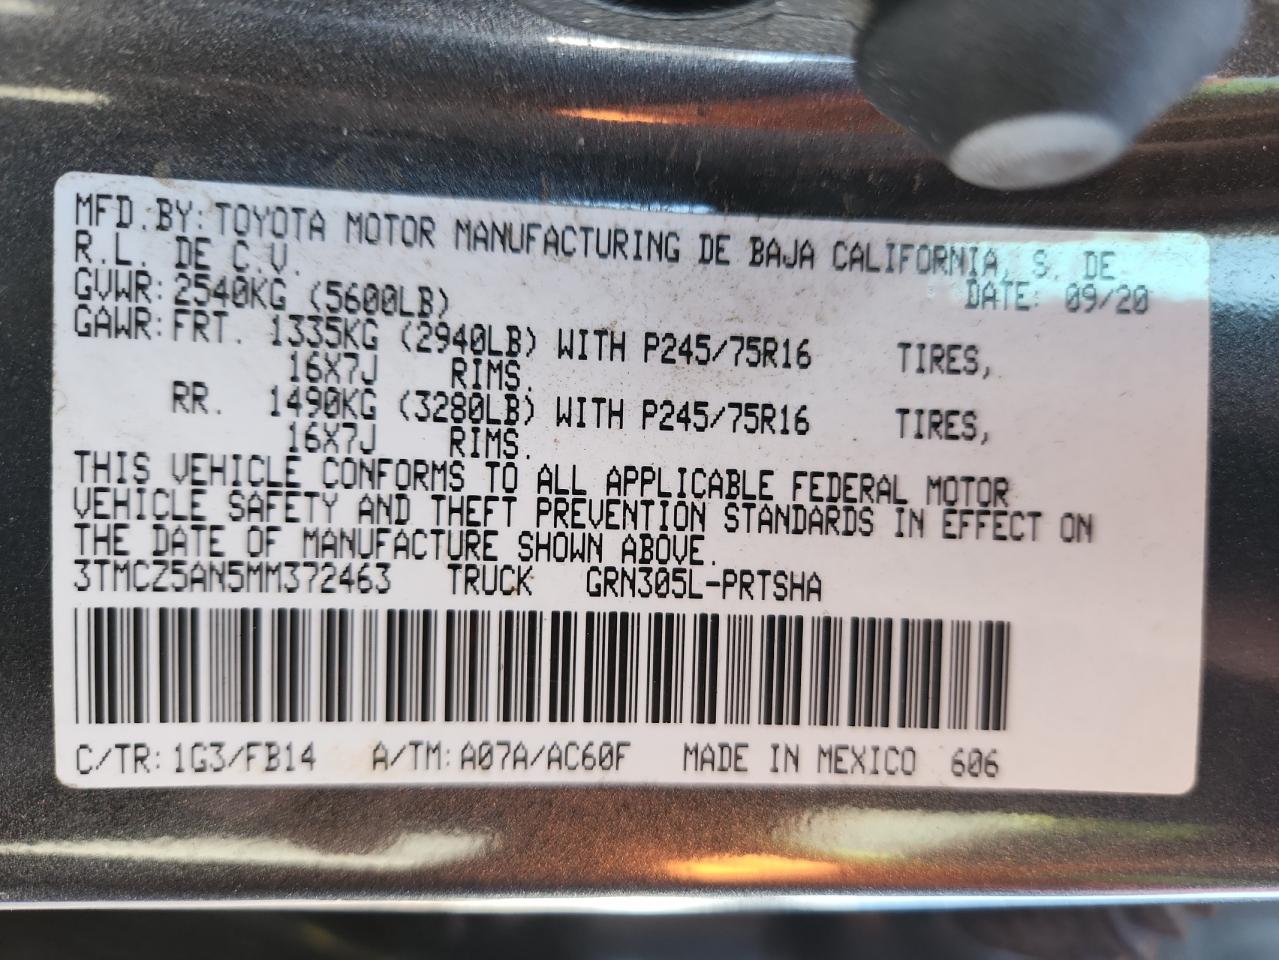 MFD.BY:TOYOTA MOTOR MANUFACTURING DE BAJA CALIFORNIA, S. DE
R.L. DE C.V. DATE: 09/20
GVWR:2540KG (5600LB)
GAWR:FRT. 1335KG (2940LB) WITH P245/75R16 TIRES,
16X7J RIMS.
RR. 1490KG (3280LB) WITH P245/75R16 TIRES,
16X7J RIMS.
THIS VEHICLE CONFORMS TO ALL APPLICABLE FEDERAL MOTOR
VEHICLE SAFETY AND THEFT PREVENTION STANDARDS IN EFFECT ON
THE DATE OF MANUFACTURE SHOWN ABOVE.
3TMCZ5AN5MM372463 TRUCK GRN305L-PRTSHA
C/TR:1G3/FB14 A/TM:A07A/AC60F MADE IN MEXICO 606